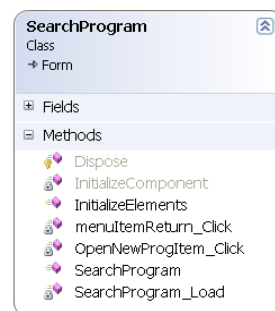 SearchProgram
Class
Form
Fields
Methods
Dispose
InitializeComponent
InitializeElements
menuItemReturn_Click
OpenNewProgItem_Click
SearchProgram
SearchProgram_Load